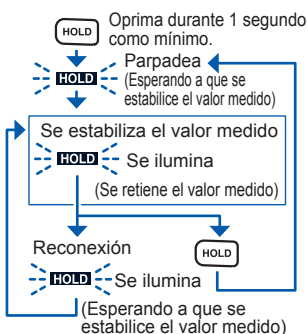 HOLD
Oprima durante 1 segundo
como mínimo.
HOLD
Parpadea
(Esperando a que se
estabilice el valor medido)
Se estabiliza el valor medido
HOLD
Se ilumina
(Se retiene el valor medido)
Reconexión
HOLD
HOLD
Se ilumina
(Esperando a que se
estabilice el valor medido)